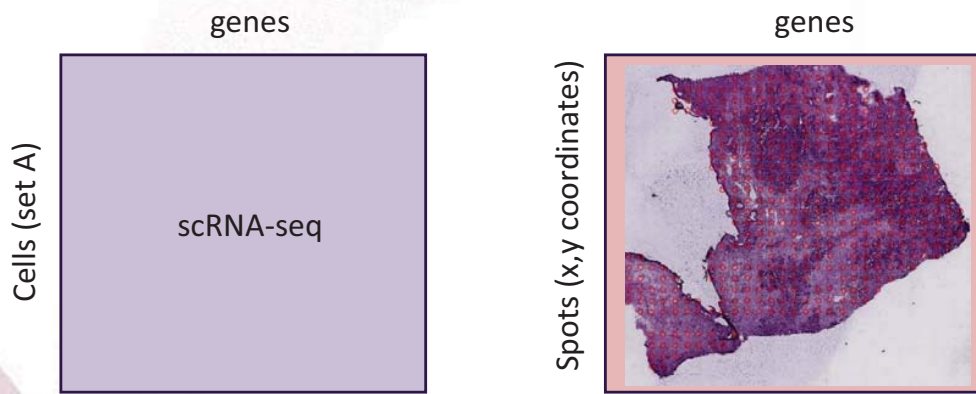 genes
Cells (set A)
scRNA-seq
genes
Spots (x,y coordinates)